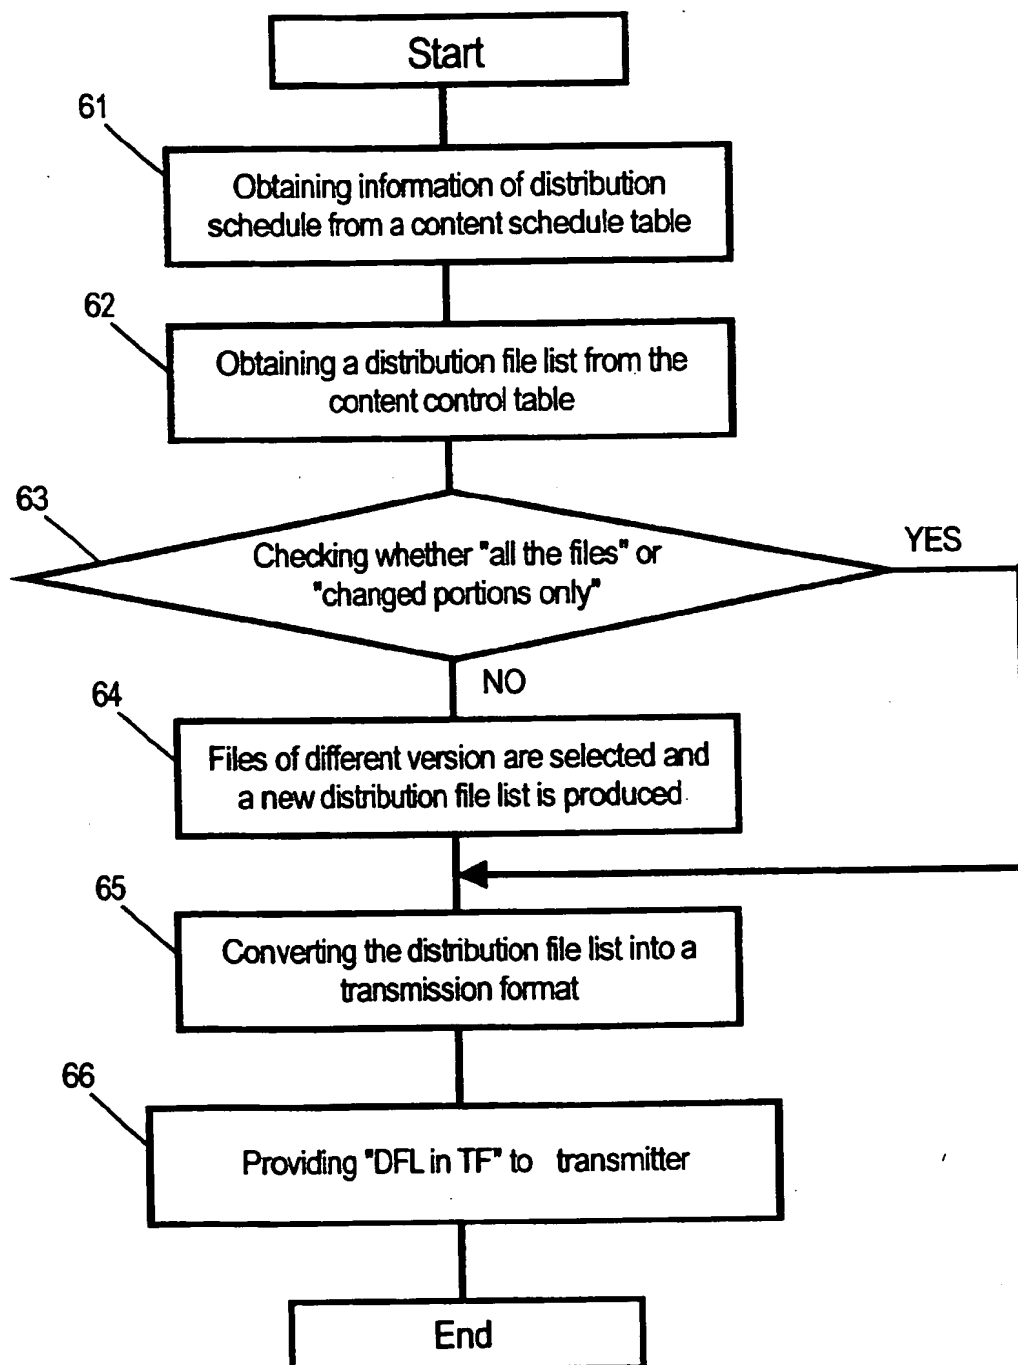 Start
61
Obtaining information of distribution
schedule from a content schedule table
62
Obtaining a distribution file list from the
content control table
63
Checking whether "all the files" or
"changed portions only"
YES
NO
64
Files of different version are selected and
a new distribution file list is produced
65
Converting the distribution file list into a
transmission format
66
Providing "DFL in TF" to transmitter
End